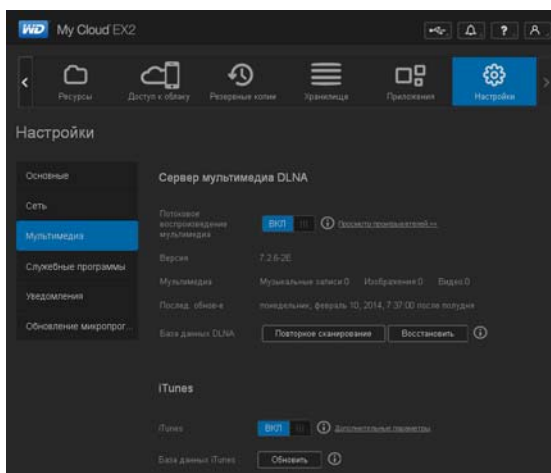 WD My Cloud EX2
?
Ресурсы
Доступ к облаку
Резервные копии
Хранилища
Приложения
Настройки
Настройки
Основные
Сеть
Мультимедиа
Служебные программы
Уведомления
Обновление микропрог...
Сервер мультимедиа DLNA
Потоковое
воспроизведение
мультимедиа
ВКЛ
Просмотр проигрывателей >>
Версия 7.2.6-2E
Мультимедиа Музыкальные записи:0 Изображения:0 Видео:0
Послед. обнов-е понедельник, февраль 10, 2014, 7:37:00 после полудня
База данных DLNA Повторное сканирование Восстановить
iTunes
iTunes ВКЛ Дополнительные параметры
База данных iTunes Обновить